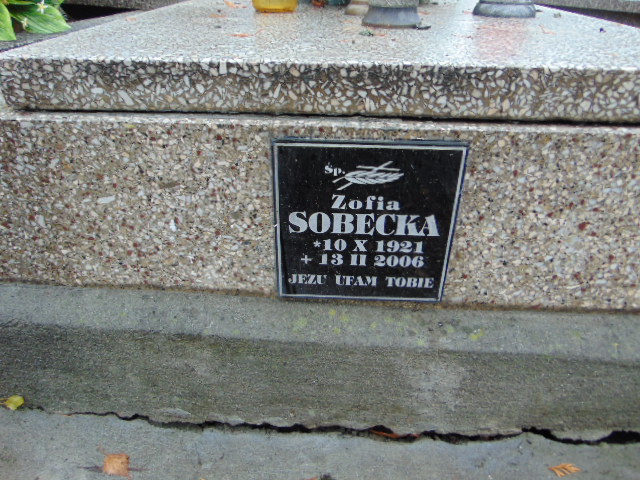 Śp.
Zofia
SOBECKA
*10 X 1921
+ 13 II 2006
JEZU UFAM TOBIE